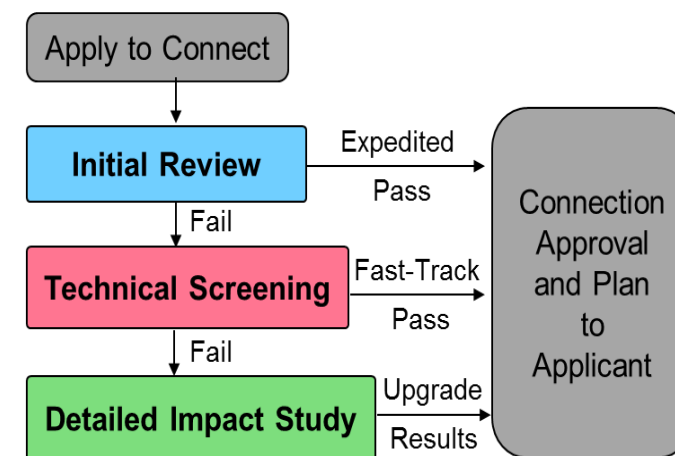 Apply to Connect
Initial Review
Expedited
Pass
Fail
Technical Screening
Fast-Track
Pass
Fail
Detailed Impact Study
Upgrade
Results
Connection
Approval
and Plan
to
Applicant